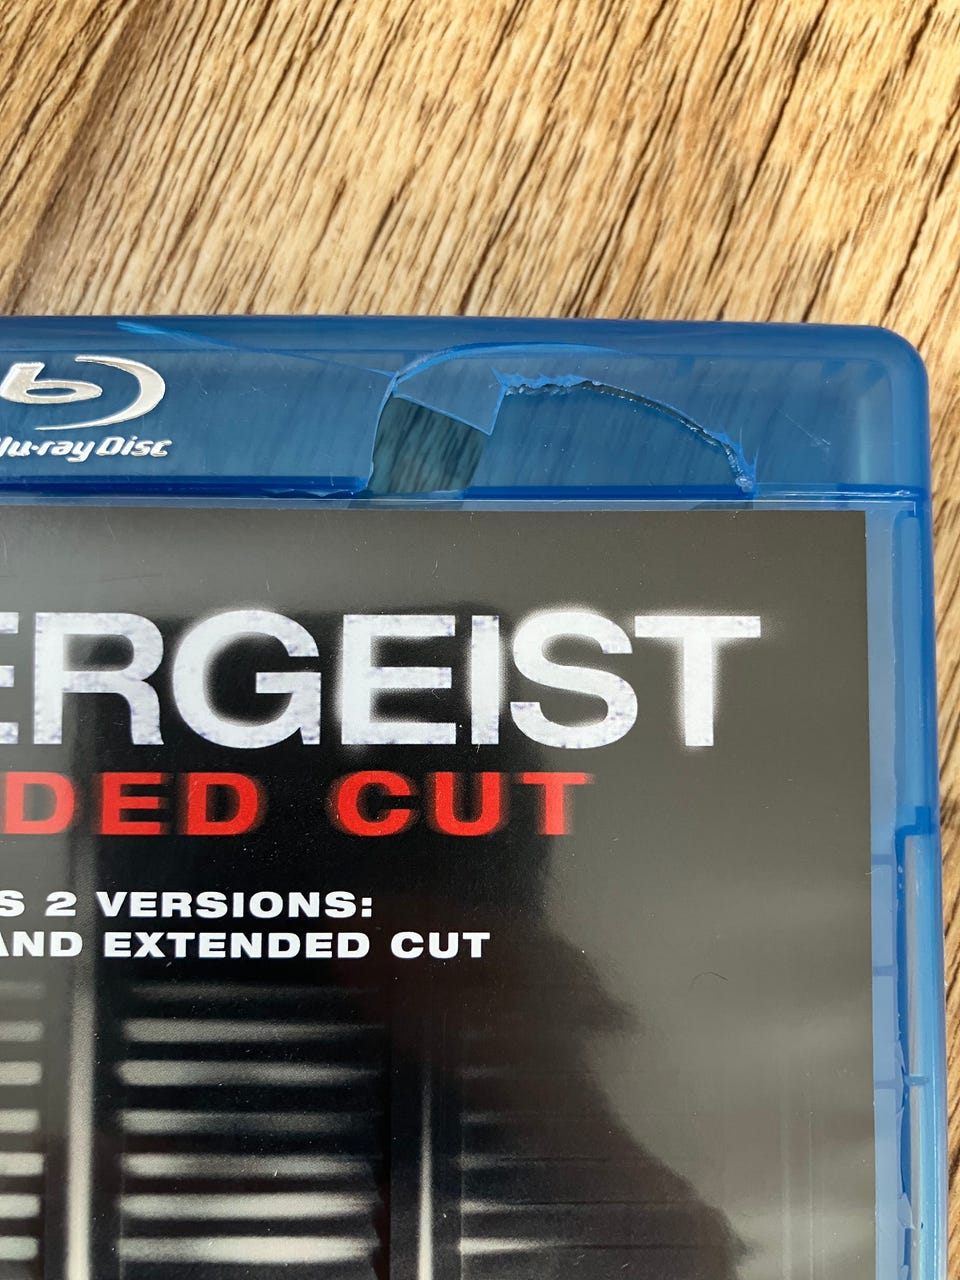 Blu-ray Disc
ERGEIST
DED CUT
S 2 VERSIONS:
AND EXTENDED CUT